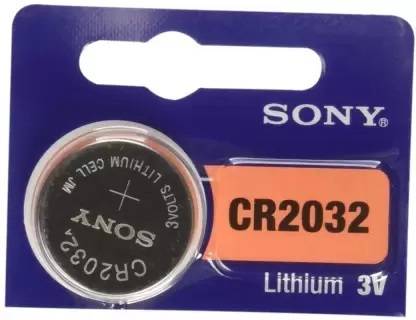 SONY
CR2032
Lithium 3V
3VOLTS LITHIUM CELL JM
+
SONY
CR2032